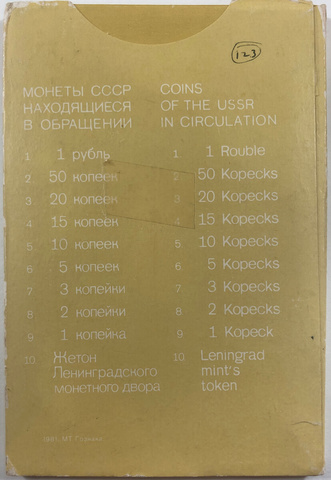 123
МОНЕТЫ СССР
НАХОДЯЩИЕСЯ
В ОБРАЩЕНИИ
1 1 рубль
2. 50 копеек
3. 20 копеек
4 15 копеек
5. 10 копеек
6 5 копеек
7 3 копейки
8 2 копейки
9 1 копейка
10. Жетон
Ленинградского
монетного двора
COINS
OF THE USSR
IN CIRCULATION
1. 1 Rouble
2. 50 Kopecks
3 20 Kopecks
4 15 Kopecks
5 10 Kopecks
6 5 Kopecks
7 3 Kopecks
8 2 Kopecks
9 1 Kopeck
10. Leningrad
mint's
token
МТ Гознака